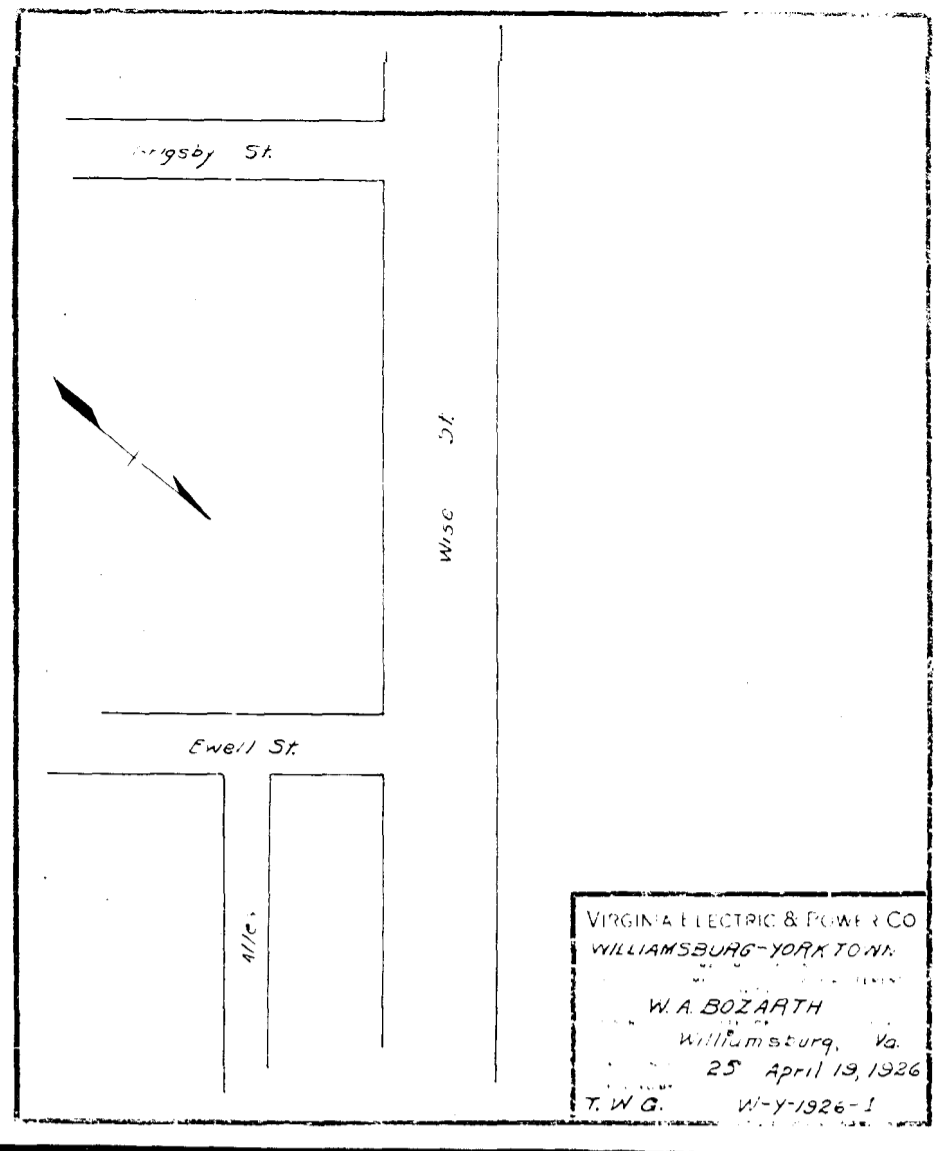 St.
Wise St.
Ewell St.
Alley
VIRGINIA ELECTRIC & POWER CO
WILLIAMSBURG-YORKTOWN
W. A. BOZARTH
Williamsburg, Va.
25 April 19, 1926
T. W. G. W-Y-1926-1